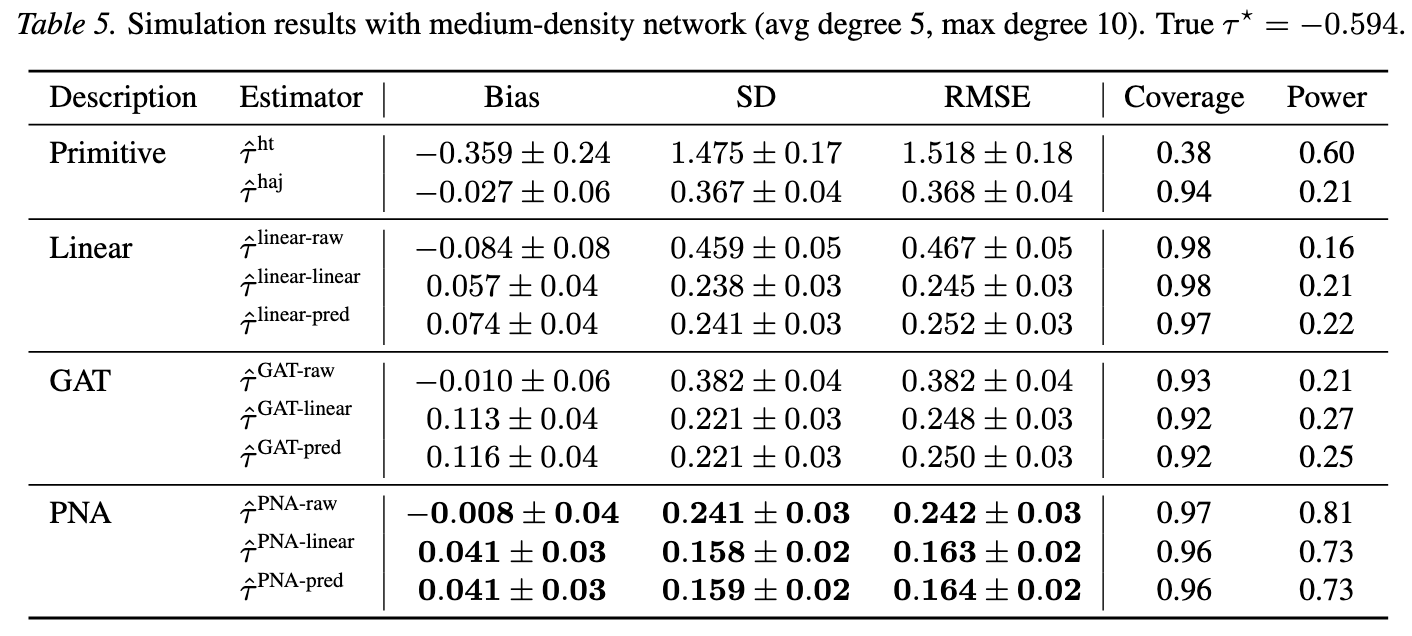 Table 5. Simulation results with medium-density network (avg degree 5, max degree 10). True τ⋆ = −0.594.
Description Estimator Bias SD RMSE Coverage Power
Primitive τ̂^ht −0.359 ± 0.24 1.475 ± 0.17 1.518 ± 0.18 0.38 0.60
τ̂^haj −0.027 ± 0.06 0.367 ± 0.04 0.368 ± 0.04 0.94 0.21
Linear τ̂^linear-raw −0.084 ± 0.08 0.459 ± 0.05 0.467 ± 0.05 0.98 0.16
τ̂^linear-linear 0.057 ± 0.04 0.238 ± 0.03 0.245 ± 0.03 0.98 0.21
τ̂^linear-pred 0.074 ± 0.04 0.241 ± 0.03 0.252 ± 0.03 0.97 0.22
GAT τ̂^GAT-raw −0.010 ± 0.06 0.382 ± 0.04 0.382 ± 0.04 0.93 0.21
τ̂^GAT-linear 0.113 ± 0.04 0.221 ± 0.03 0.248 ± 0.03 0.92 0.27
τ̂^GAT-pred 0.116 ± 0.04 0.221 ± 0.03 0.250 ± 0.03 0.92 0.25
PNA τ̂^PNA-raw −0.008 ± 0.04 0.241 ± 0.03 0.242 ± 0.03 0.97 0.81
τ̂^PNA-linear 0.041 ± 0.03 0.158 ± 0.02 0.163 ± 0.02 0.96 0.73
τ̂^PNA-pred 0.041 ± 0.03 0.159 ± 0.02 0.164 ± 0.02 0.96 0.73